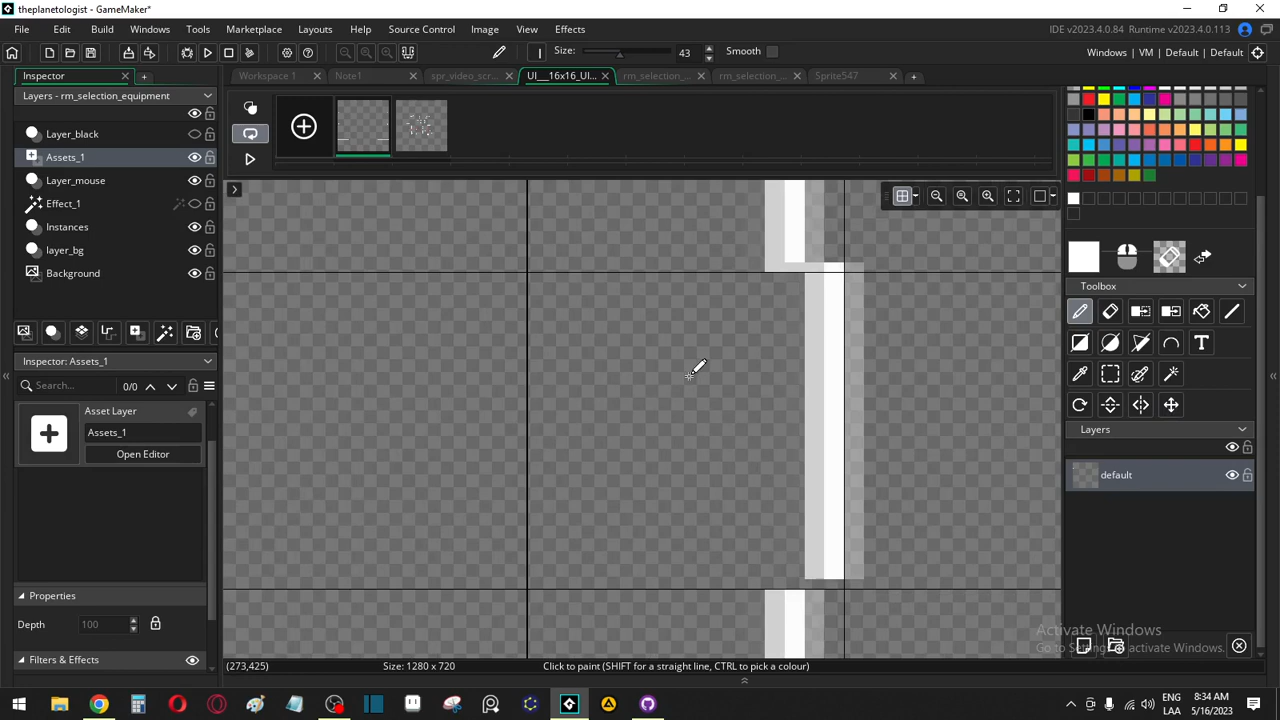 theplanetologist - GameMaker*
File Edit Build Windows Tools Marketplace Layouts Help Source Control Image View Effects
IDE v2023.4.0.84 Runtime v2023.4.0.113
Size: 43 Smooth
Windows | VM | Default | Default
Inspector
Workspace 1 Note1 spr_video_scr... UI__16x16_UI... rm_selection_... rm_selection_... Sprite547
Layers - rm_selection_equipment
Layer_black
Assets_1
Layer_mouse
Effect_1
Instances
layer_bg
Background
Toolbox
Inspector: Assets_1
Search... 0/0
Asset Layer
Assets_1
Open Editor
Layers
default
Properties
Depth 100
Filters & Effects
Activate Windows
Go to Settings to activate Windows.
(273,425) Size: 1280 x 720 Click to paint (SHIFT for a straight line, CTRL to pick a colour)
ENG
LAA
8:34 AM
5/16/2023